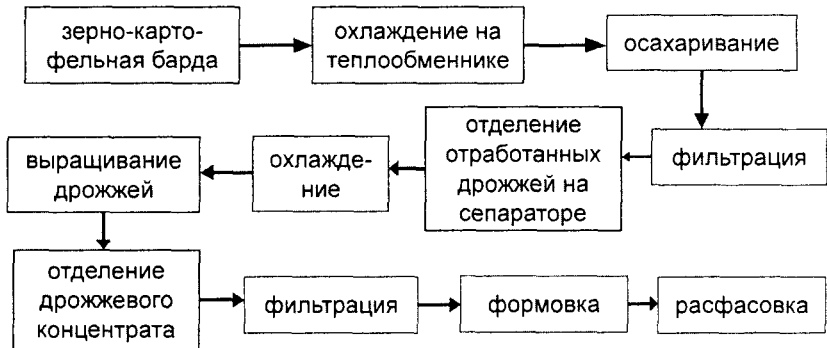 зерно-карто-
фельная барда
охлаждение на
теплообменнике
осахаривание
фильтрация
отделение
отработанных
дрожжей на
сепараторе
охлажде-
ние
выращивание
дрожжей
отделение
дрожжевого
концентрата
фильтрация
формовка
расфасовка